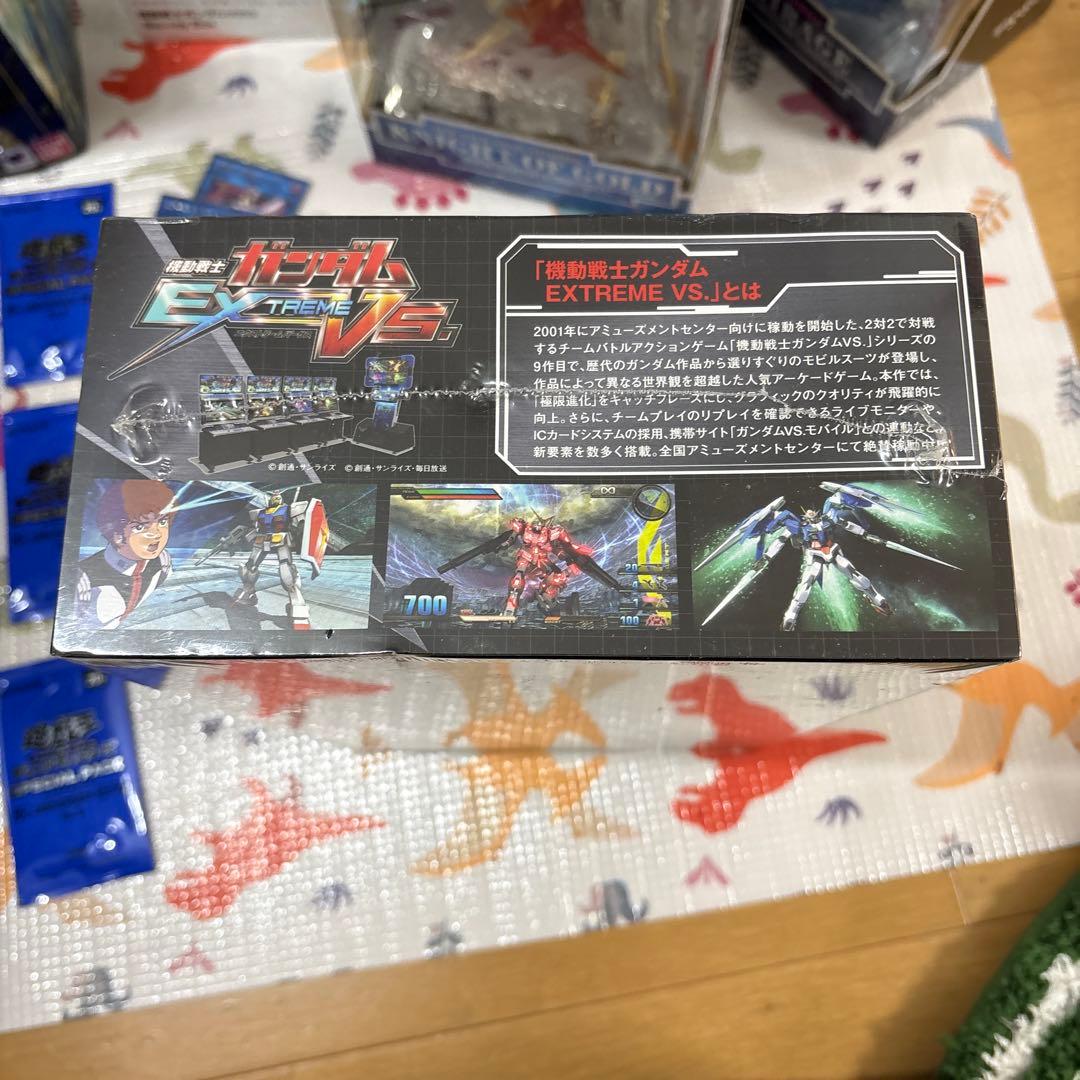 KNIGHT OF GOLD
機動戦士
ガンダム
EXTREME VS.
「機動戦士ガンダム
EXTREME VS.」とは
2001年にアミューズメントセンター向けに稼動を開始した、2対2で対戦
するチームバトルアクションゲーム「機動戦士ガンダムVS.」シリーズの
9作目で、歴代のガンダム作品から選りすぐりのモビルスーツが登場し、
作品によって異なる世界観を超越した人気アーケードゲーム。本作では、
「極限進化」をキャッチフレーズにし、グラフィックのクオリティが飛躍的に
向上。さらに、チームプレイのリプレイを確認できるライブモニターや、
ICカードシステムの採用、携帯サイト「ガンダムVS.モバイル」との連動など、
新要素を数多く搭載。全国アミューズメントセンターにて絶賛稼動中
©創通・サンライズ ©創通・サンライズ・毎日放送
700
20
1
100
SPECIAL PACK